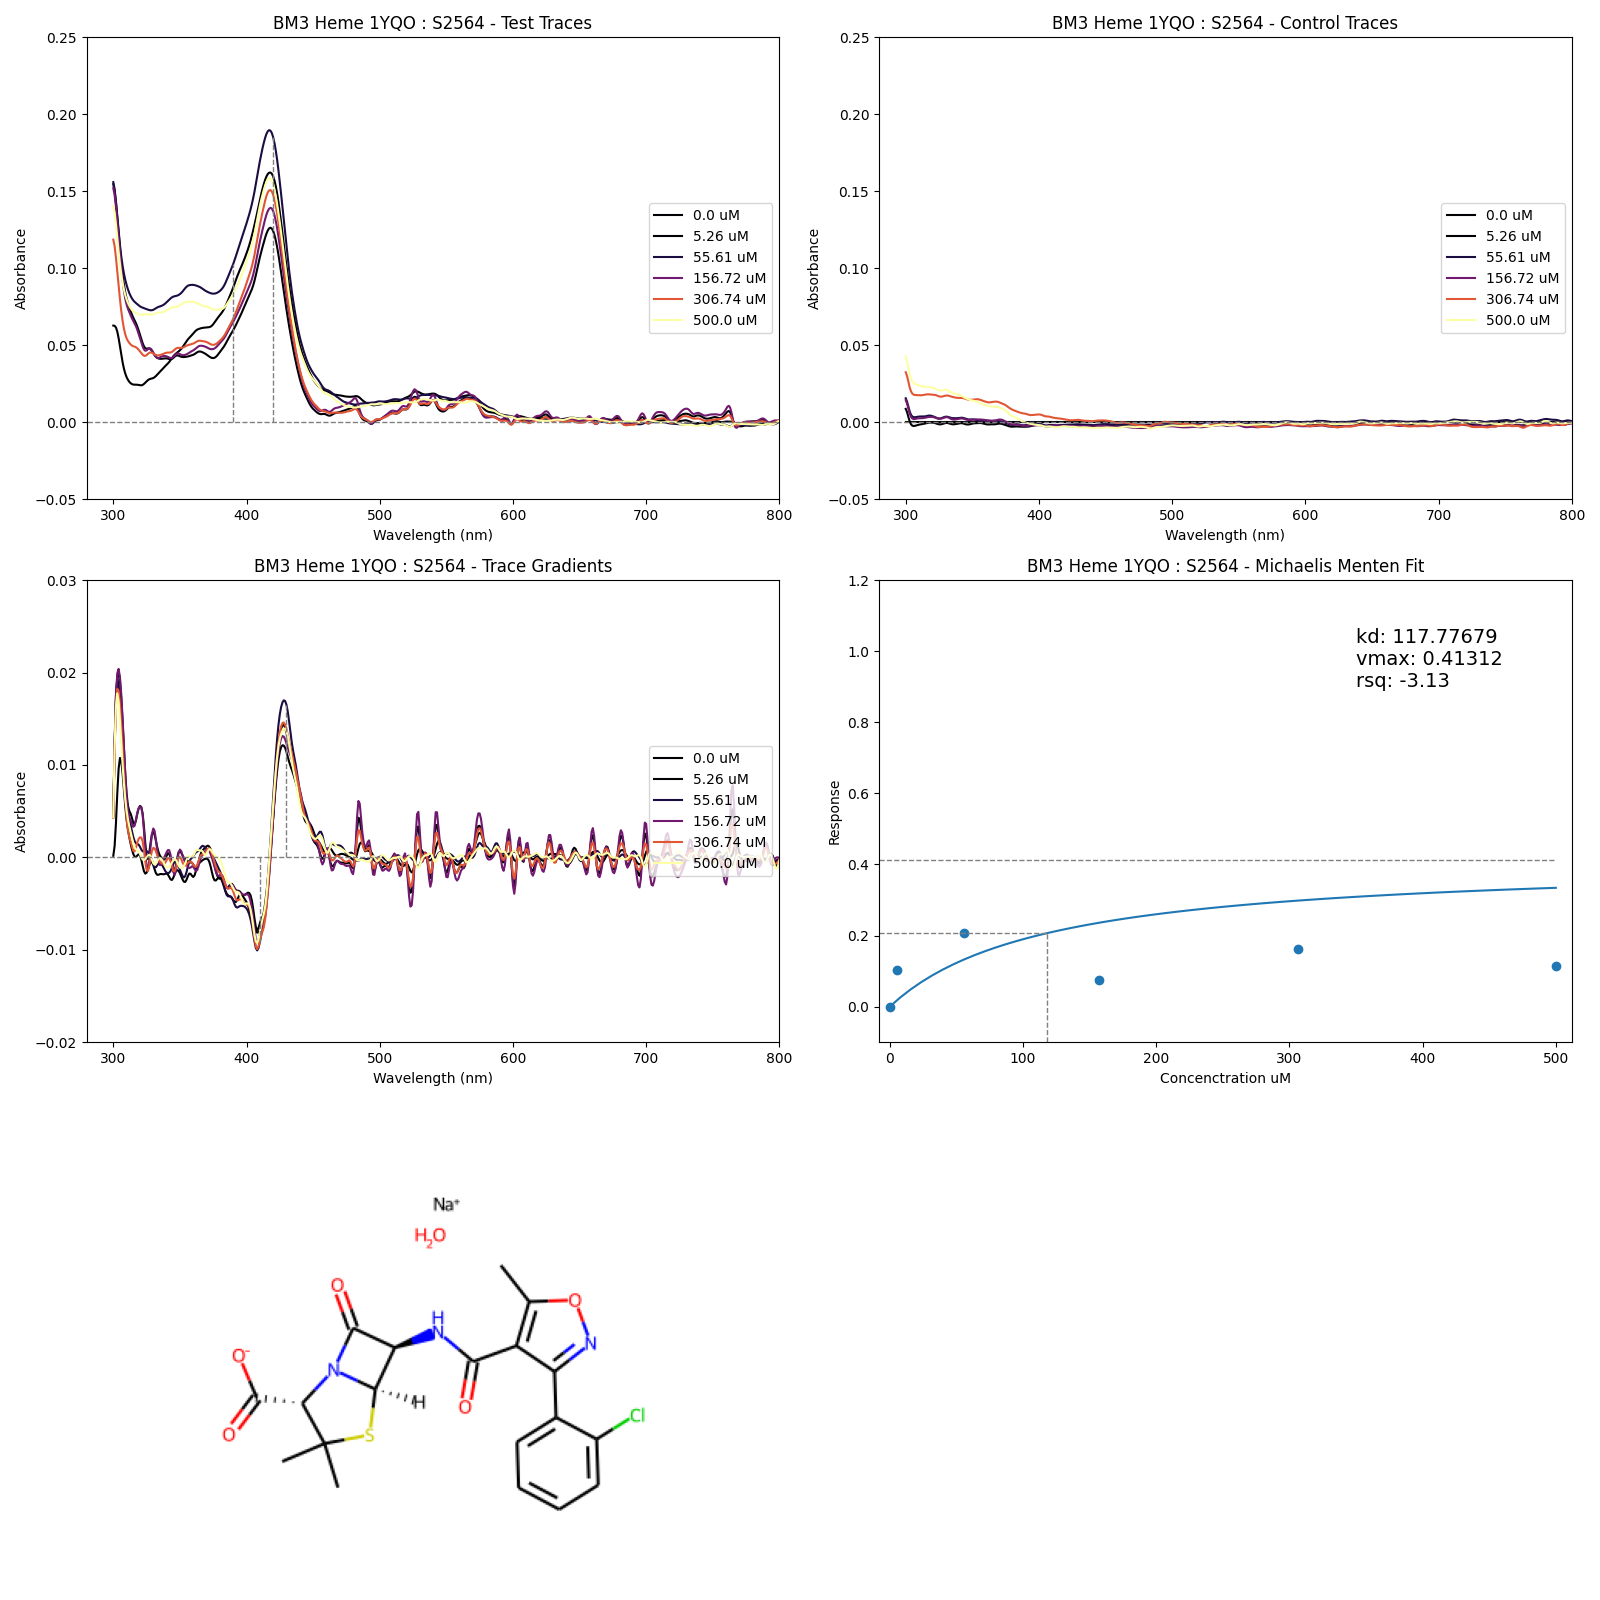 BM3 Heme 1YQO : S2564 - Test Traces
0.25
0.20
0.15
0.10
0.05
0.00
−0.05
Absorbance
300 400 500 600 700 800
Wavelength (nm)
0.0 uM
5.26 uM
55.61 uM
156.72 uM
306.74 uM
500.0 uM
BM3 Heme 1YQO : S2564 - Control Traces
0.25
0.20
0.15
0.10
0.05
0.00
−0.05
Absorbance
300 400 500 600 700 800
Wavelength (nm)
0.0 uM
5.26 uM
55.61 uM
156.72 uM
306.74 uM
500.0 uM
BM3 Heme 1YQO : S2564 - Trace Gradients
0.03
0.02
0.01
0.00
−0.01
−0.02
Absorbance
300 400 500 600 700 800
Wavelength (nm)
0.0 uM
5.26 uM
55.61 uM
156.72 uM
306.74 uM
500.0 uM
BM3 Heme 1YQO : S2564 - Michaelis Menten Fit
1.2
1.0
0.8
0.6
0.4
0.2
0.0
Response
kd: 117.77679
vmax: 0.41312
rsq: -3.13
0 100 200 300 400 500
Concenctration uM
Na⁺
H₂O
O
O
H
N
N
O⁻
N
O
H
O
S
Cl